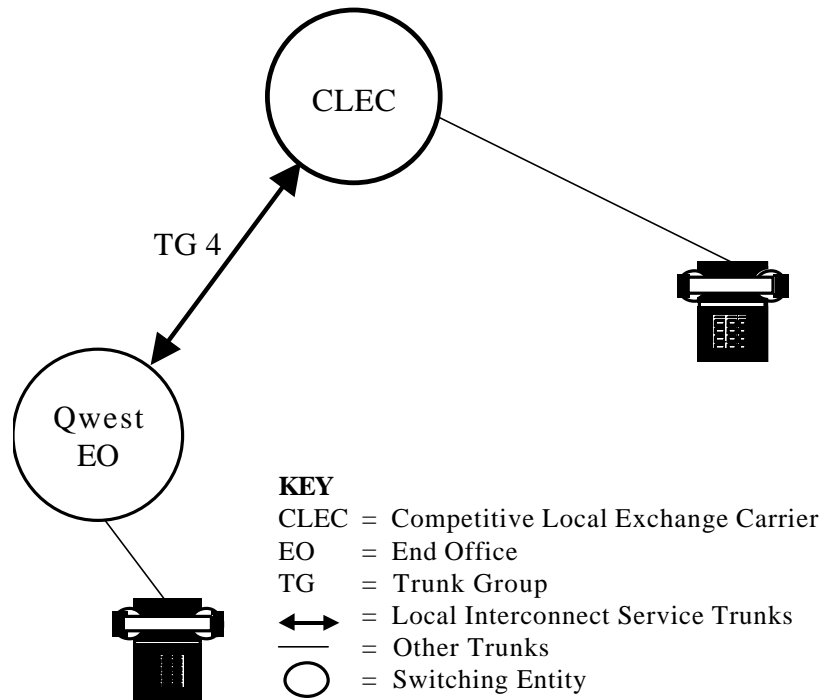 CLEC
TG 4
Qwest
EO
KEY
CLEC = Competitive Local Exchange Carrier
EO = End Office
TG = Trunk Group
= Local Interconnect Service Trunks
= Other Trunks
= Switching Entity